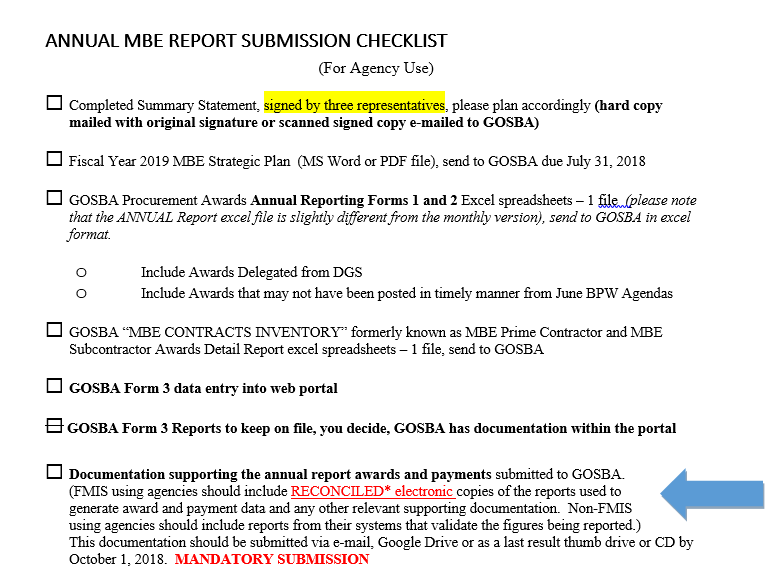 ANNUAL MBE REPORT SUBMISSION CHECKLIST
(For Agency Use)
☐ Completed Summary Statement, signed by three representatives, please plan accordingly (hard copy
mailed with original signature or scanned signed copy e-mailed to GOSBA)
☐ Fiscal Year 2019 MBE Strategic Plan (MS Word or PDF file), send to GOSBA due July 31, 2018
☐ GOSBA Procurement Awards Annual Reporting Forms 1 and 2 Excel spreadsheets – 1 file (please note
that the ANNUAL Report excel file is slightly different from the monthly version), send to GOSBA in excel
format.
o Include Awards Delegated from DGS
o Include Awards that may not have been posted in timely manner from June BPW Agendas
☐ GOSBA “MBE CONTRACTS INVENTORY” formerly known as MBE Prime Contractor and MBE
Subcontractor Awards Detail Report excel spreadsheets – 1 file, send to GOSBA
☐ GOSBA Form 3 data entry into web portal
☐ GOSBA Form 3 Reports to keep on file, you decide, GOSBA has documentation within the portal
☐ Documentation supporting the annual report awards and payments submitted to GOSBA.
(FMIS using agencies should include RECONCILED* electronic copies of the reports used to
generate award and payment data and any other relevant supporting documentation. Non-FMIS
using agencies should include reports from their systems that validate the figures being reported.)
This documentation should be submitted via e-mail, Google Drive or as a last result thumb drive or CD by
October 1, 2018. MANDATORY SUBMISSION